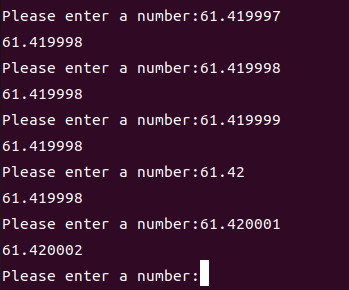 Please enter a number:61.419997
61.419998
Please enter a number:61.419998
61.419998
Please enter a number:61.419999
61.419998
Please enter a number:61.42
61.419998
Please enter a number:61.420001
61.420002
Please enter a number: